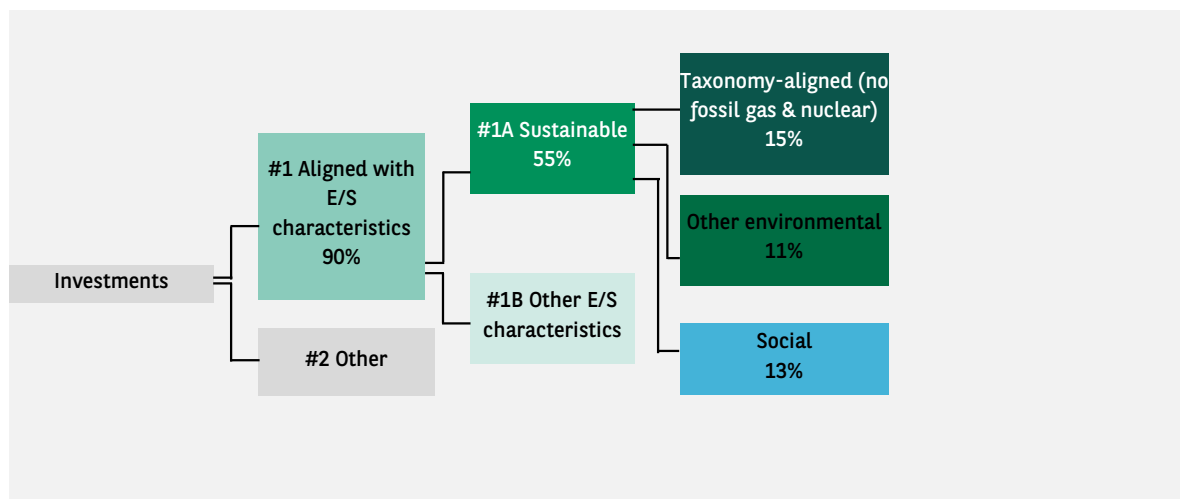 Investments
#1 Aligned with
E/S
characteristics
90%
#2 Other
#1A Sustainable
55%
#1B Other E/S
characteristics
Taxonomy-aligned (no
fossil gas & nuclear)
15%
Other environmental
11%
Social
13%